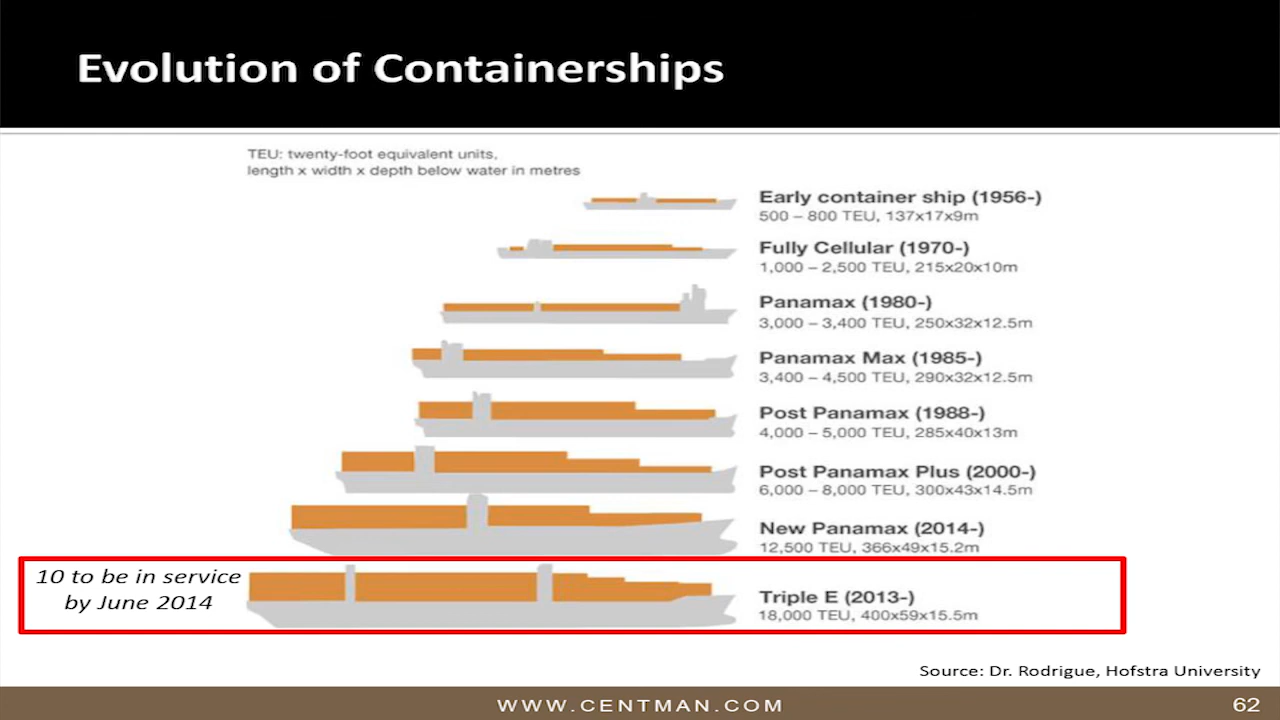 Evolution of Containerships
TEU: twenty-foot equivalent units,
length x width x depth below water in metres
Early container ship (1956-)
500 – 800 TEU, 137x17x9m
Fully Cellular (1970-)
1,000 – 2,500 TEU, 215x20x10m
Panamax (1980-)
3,000 – 3,400 TEU, 250x32x12.5m
Panamax Max (1985-)
3,400 – 4,500 TEU, 290x32x12.5m
Post Panamax (1988-)
4,000 – 5,000 TEU, 285x40x13m
Post Panamax Plus (2000-)
6,000 – 8,000 TEU, 300x43x14.5m
New Panamax (2014-)
12,500 TEU, 366x49x15.2m
10 to be in service
by June 2014
Triple E (2013-)
18,000 TEU, 400x59x15.5m
Source: Dr. Rodrigue, Hofstra University
WWW.CENTMAN.COM
62